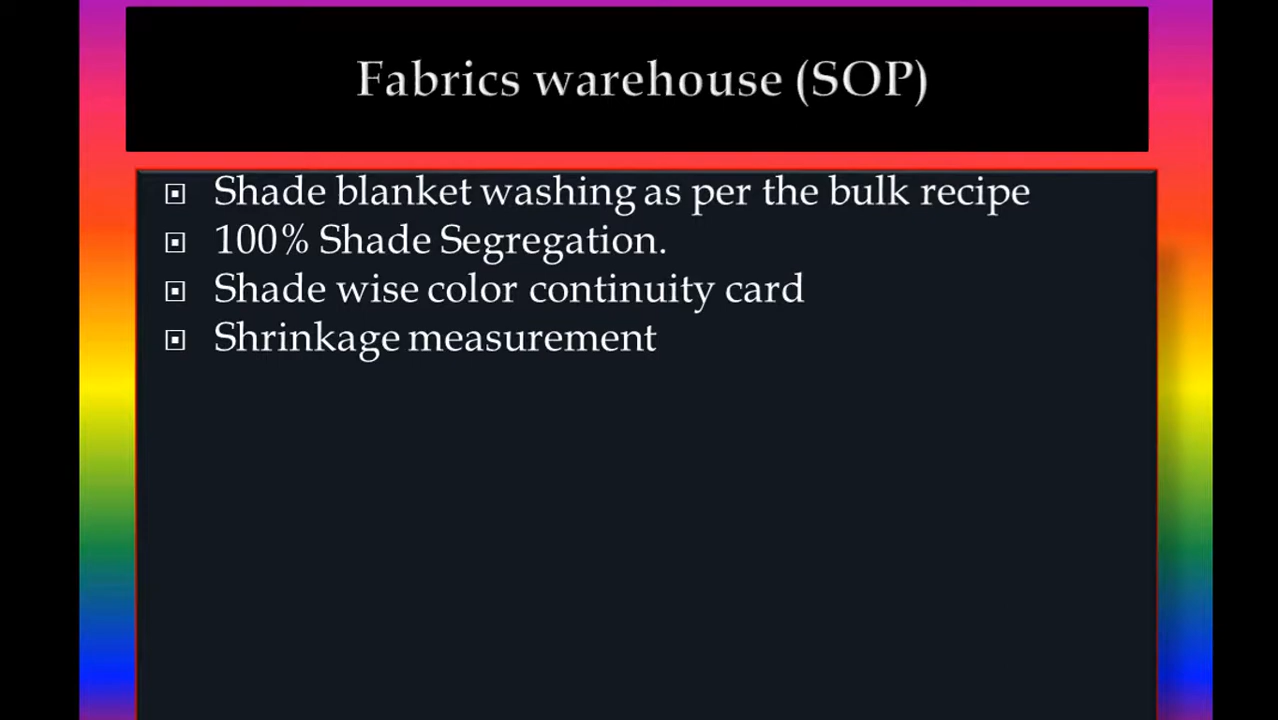 Fabrics warehouse (SOP)
Shade blanket washing as per the bulk recipe
100% Shade Segregation.
Shade wise color continuity card
Shrinkage measurement